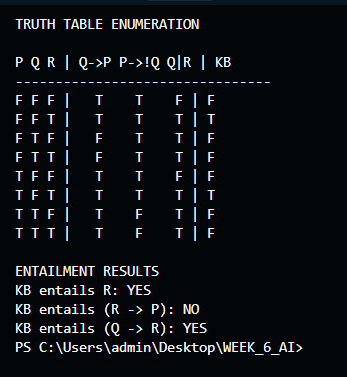 TRUTH TABLE ENUMERATION
P Q R | Q->P P->!Q Q|R | KB
--------------------------------
F F F | T T F | F
F F T | T T T | T
F T F | F T T | F
F T T | F T T | F
T F F | T T F | F
T F T | T T T | T
T T F | T F T | F
T T T | T F T | F
ENTAILMENT RESULTS
KB entails R: YES
KB entails (R -> P): NO
KB entails (Q -> R): YES
PS C:\Users\admin\Desktop\WEEK_6_AI>